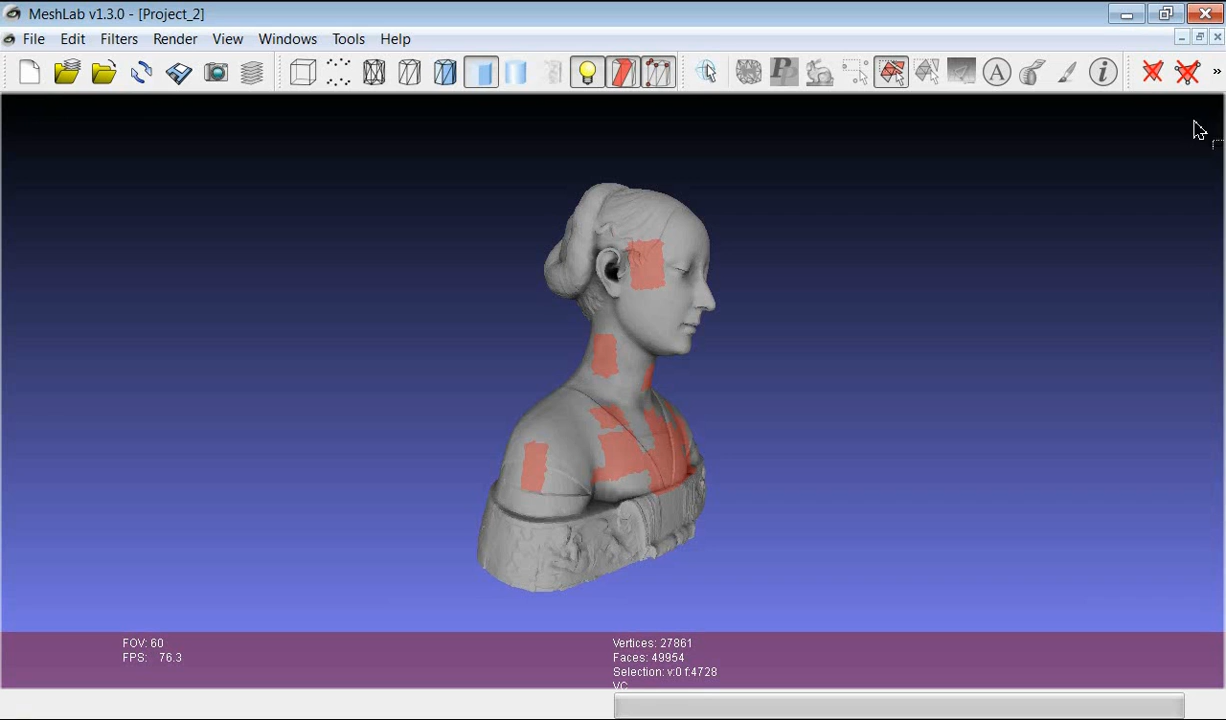 MeshLab v1.3.0 - [Project_2]
File Edit Filters Render View Windows Tools Help
A
FOV: 60
FPS: 76.3
Vertices: 27861
Faces: 49954
Selection: v:0 f:4728
VC